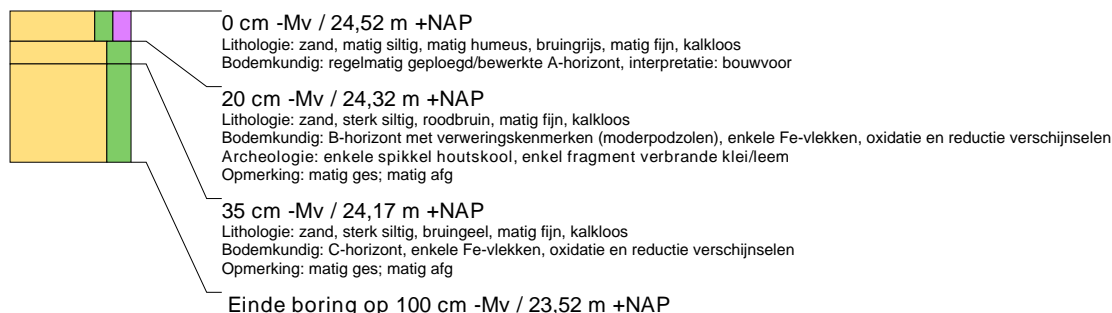 0 cm -Mv / 24,52 m +NAP
Lithologie: zand, matig siltig, matig humeus, bruingrijs, matig fijn, kalkloos
Bodemkundig: regelmatig geploegd/bewerkte A-horizont, interpretatie: bouwvoor
20 cm -Mv / 24,32 m +NAP
Lithologie: zand, sterk siltig, roodbruin, matig fijn, kalkloos
Bodemkundig: B-horizont met verweringskenmerken (moderpodzolen), enkele Fe-vlekken, oxidatie en reductie verschijnselen
Archeologie: enkele spikkel houtskool, enkel fragment verbrande klei/leem
Opmerking: matig ges; matig afg
35 cm -Mv / 24,17 m +NAP
Lithologie: zand, sterk siltig, bruingeel, matig fijn, kalkloos
Bodemkundig: C-horizont, enkele Fe-vlekken, oxidatie en reductie verschijnselen
Opmerking: matig ges; matig afg
Einde boring op 100 cm -Mv / 23,52 m +NAP